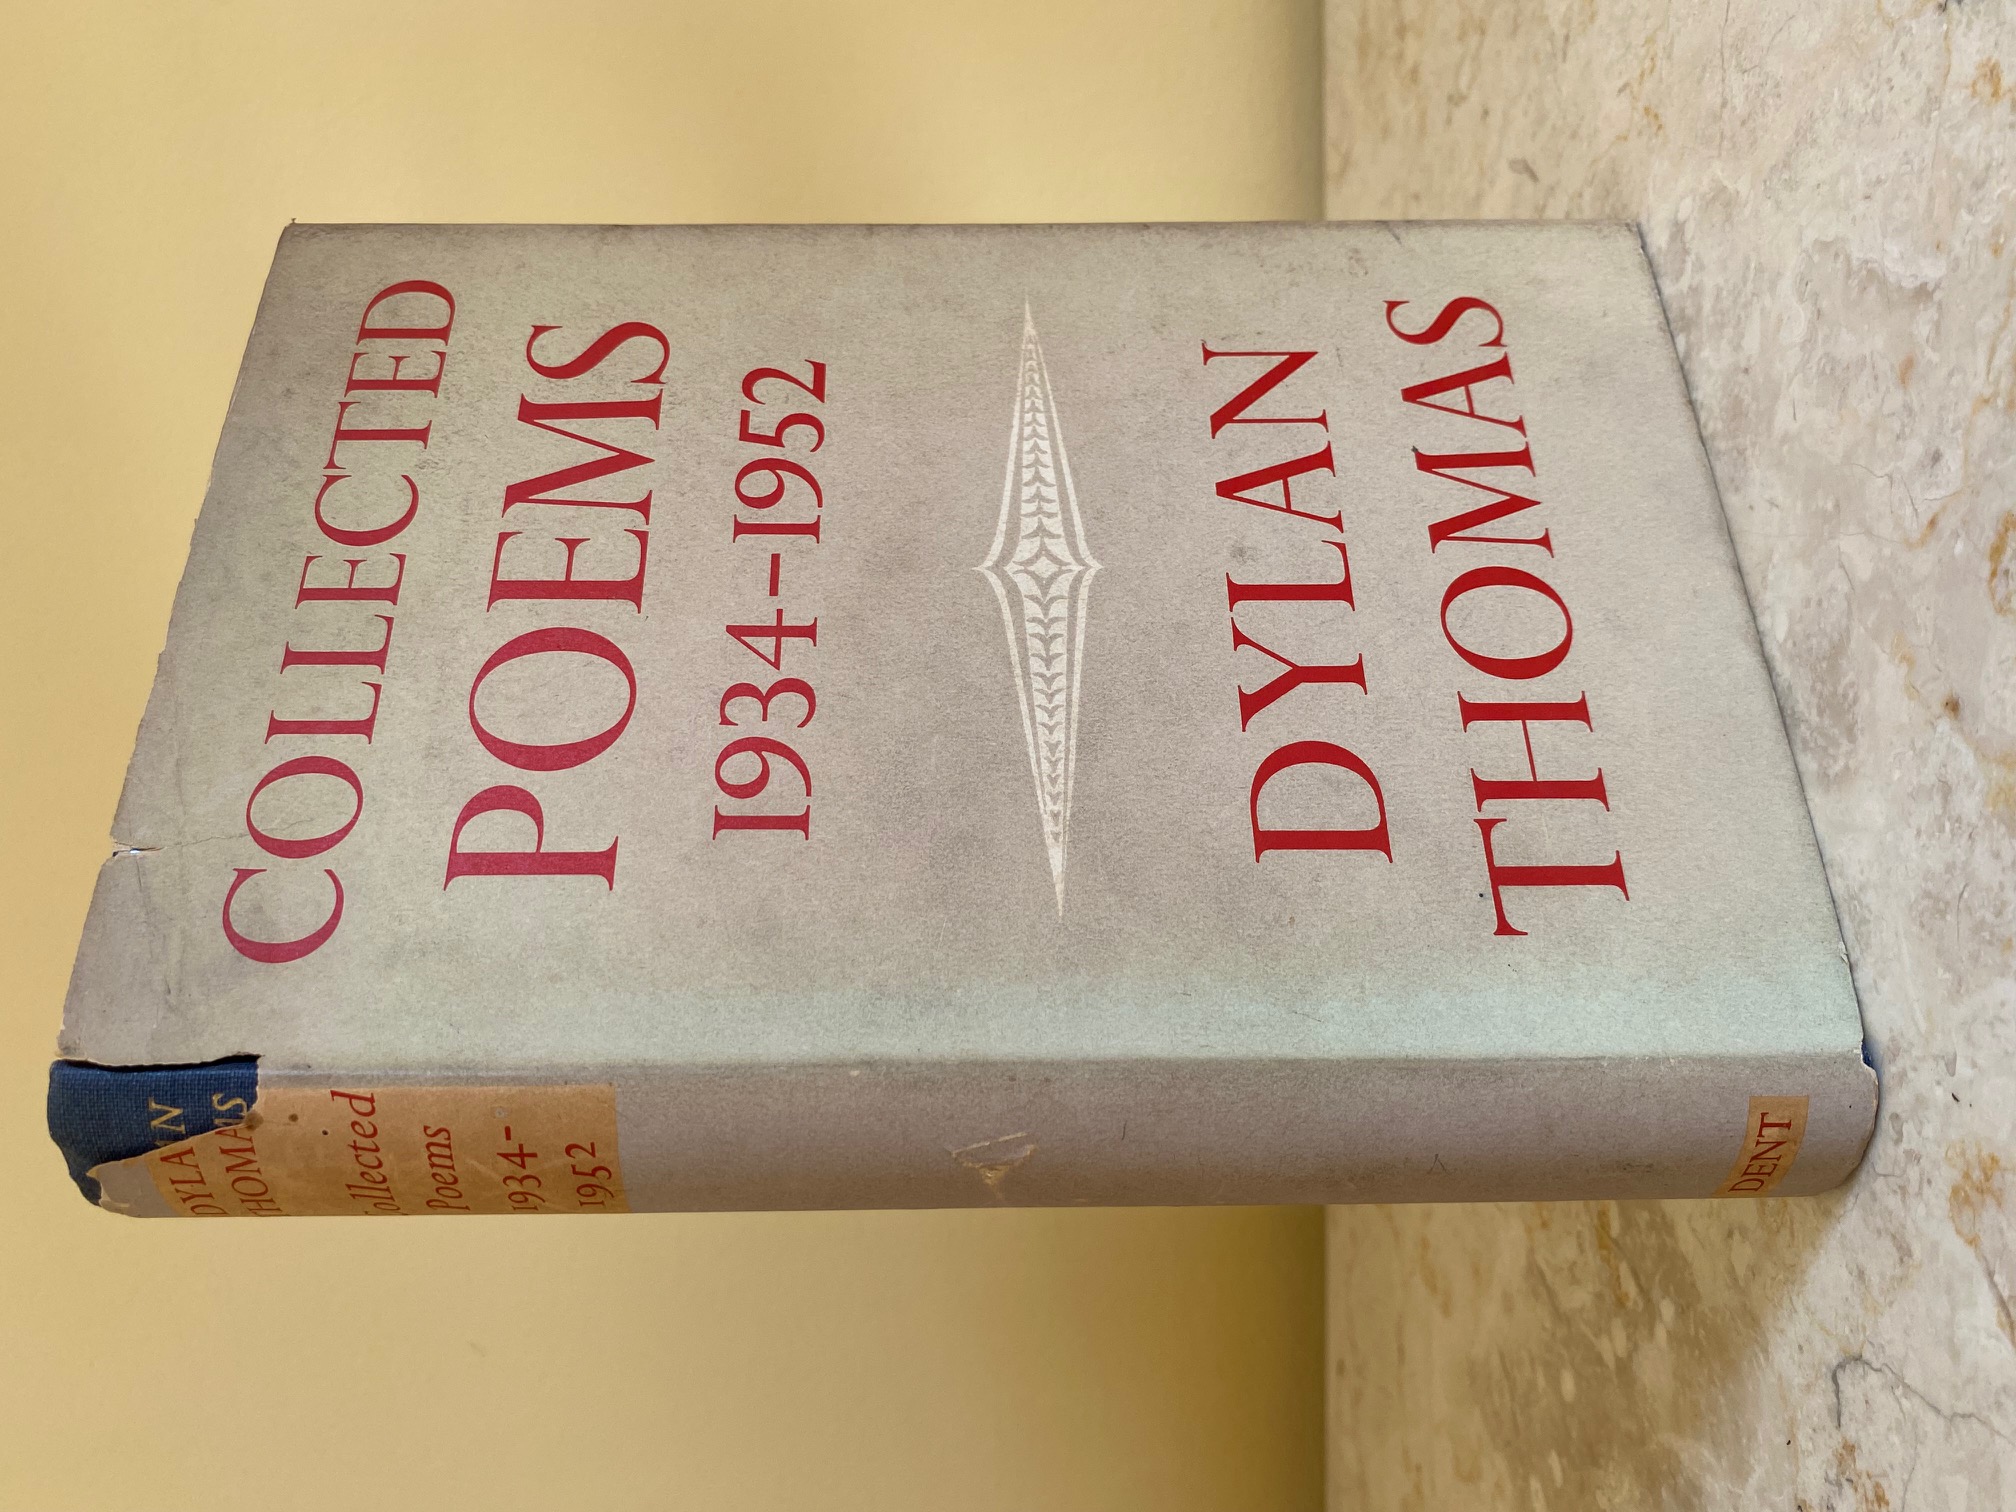 COLLECTED
POEMS
1934–1952
DYLAN
THOMAS
DYLAN
THOMAS
Collected
Poems
1934-
1952
DENT